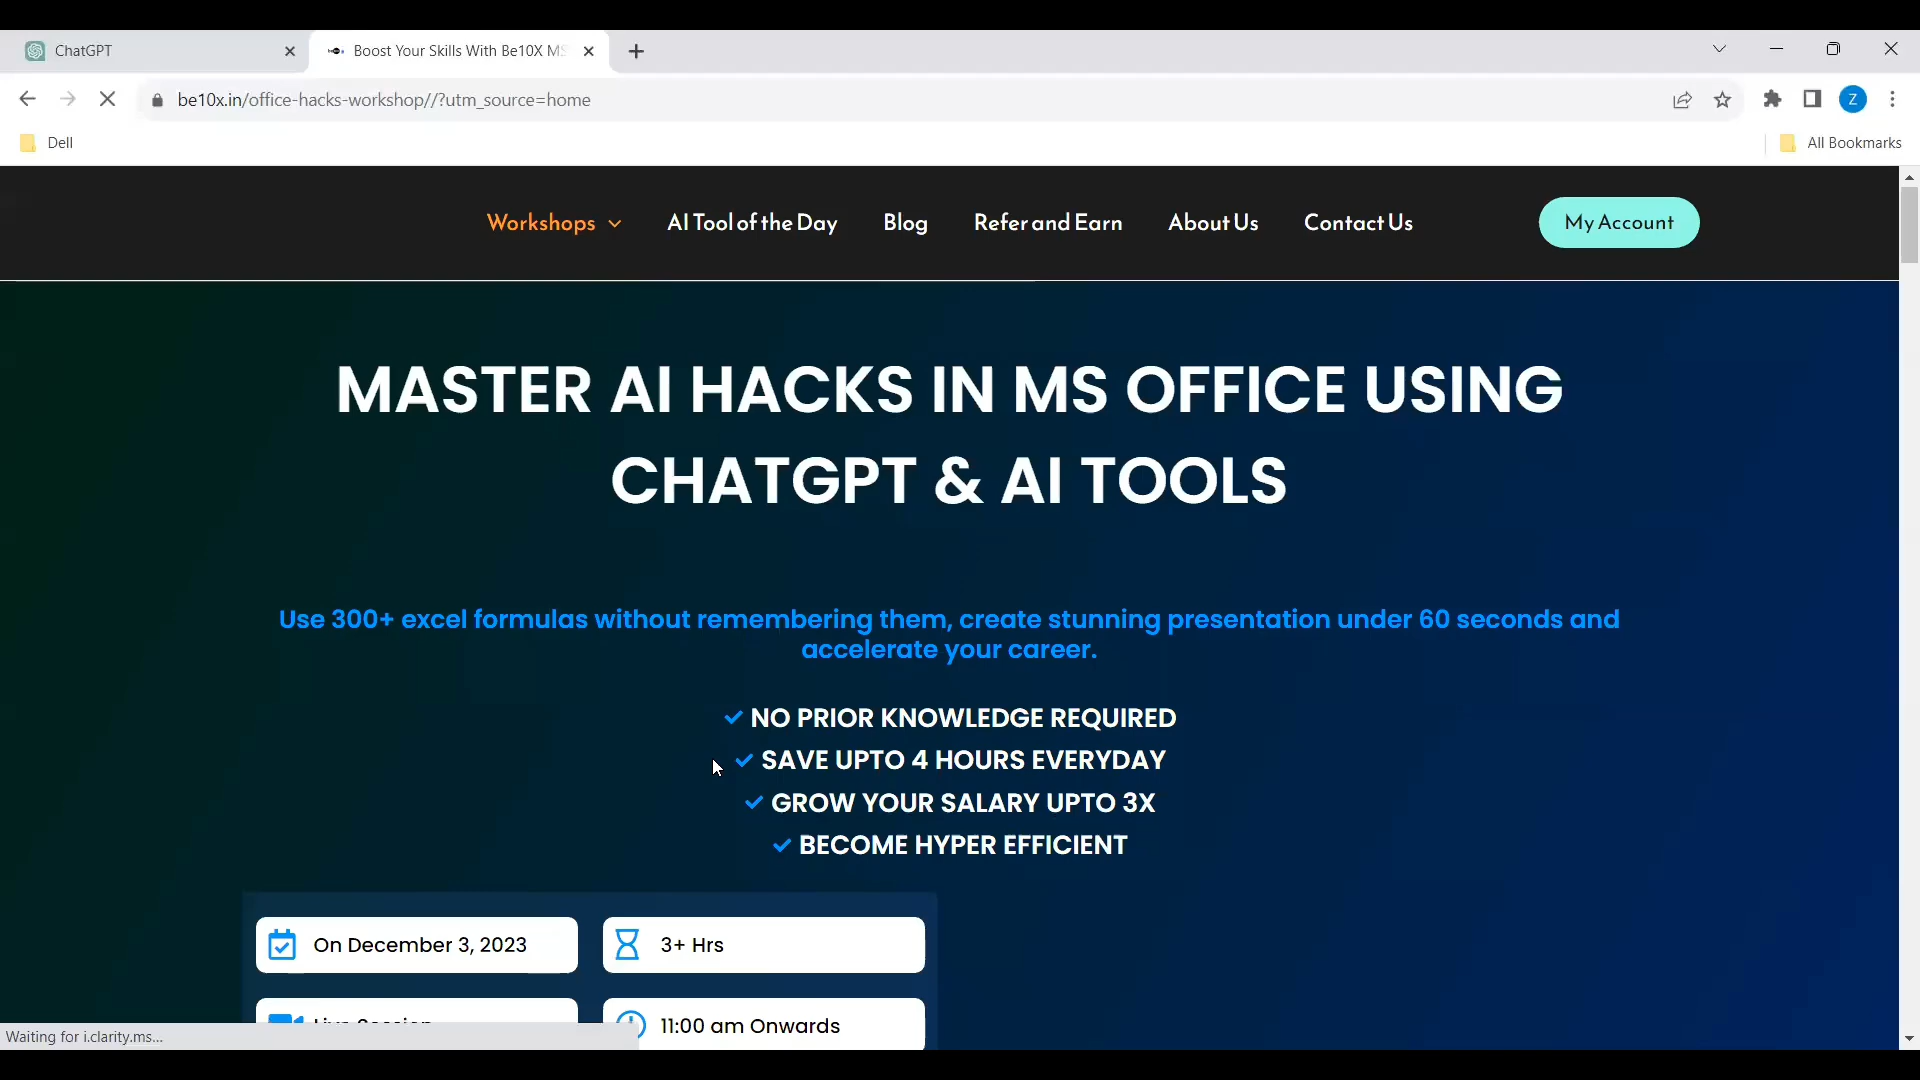 ChatGPT
Boost Your Skills With Be10X MS
be10x.in/office-hacks-workshop//?utm_source=home
Z
Dell
All Bookmarks
Workshops
AI Tool of the Day
Blog
Refer and Earn
About Us
Contact Us
My Account
MASTER AI HACKS IN MS OFFICE USING
CHATGPT & AI TOOLS
Use 300+ excel formulas without remembering them, create stunning presentation under 60 seconds and
accelerate your career.
NO PRIOR KNOWLEDGE REQUIRED
SAVE UPTO 4 HOURS EVERYDAY
GROW YOUR SALARY UPTO 3X
BECOME HYPER EFFICIENT
On December 3, 2023
3+ Hrs
Live Session
11:00 am Onwards
Waiting for i.clarity.ms...